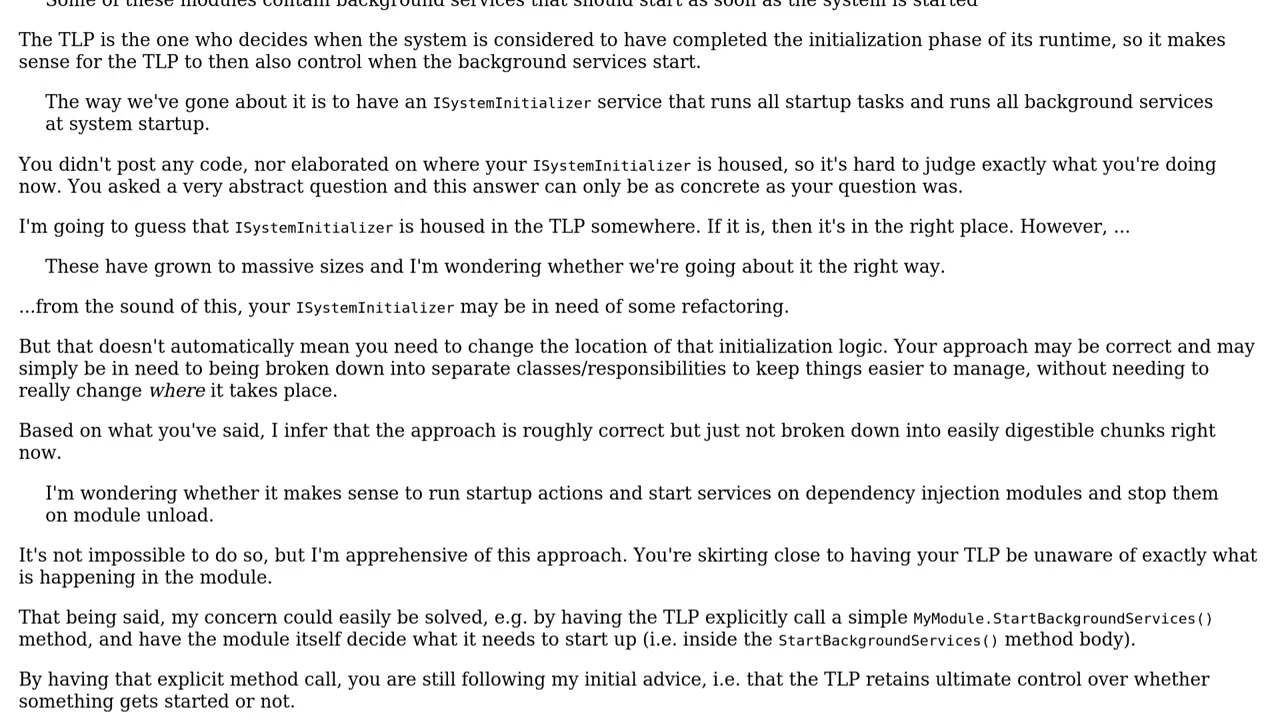 Some of these modules contain background services that should start as soon as the system is started
The TLP is the one who decides when the system is considered to have completed the initialization phase of its runtime, so it makes
sense for the TLP to then also control when the background services start.
The way we've gone about it is to have an ISystemInitializer service that runs all startup tasks and runs all background services
at system startup.
You didn't post any code, nor elaborated on where your ISystemInitializer is housed, so it's hard to judge exactly what you're doing
now. You asked a very abstract question and this answer can only be as concrete as your question was.
I'm going to guess that ISystemInitializer is housed in the TLP somewhere. If it is, then it's in the right place. However, ...
These have grown to massive sizes and I'm wondering whether we're going about it the right way.
...from the sound of this, your ISystemInitializer may be in need of some refactoring.
But that doesn't automatically mean you need to change the location of that initialization logic. Your approach may be correct and may
simply be in need to being broken down into separate classes/responsibilities to keep things easier to manage, without needing to
really change where it takes place.
Based on what you've said, I infer that the approach is roughly correct but just not broken down into easily digestible chunks right
now.
I'm wondering whether it makes sense to run startup actions and start services on dependency injection modules and stop them
on module unload.
It's not impossible to do so, but I'm apprehensive of this approach. You're skirting close to having your TLP be unaware of exactly what
is happening in the module.
That being said, my concern could easily be solved, e.g. by having the TLP explicitly call a simple MyModule.StartBackgroundServices()
method, and have the module itself decide what it needs to start up (i.e. inside the StartBackgroundServices() method body).
By having that explicit method call, you are still following my initial advice, i.e. that the TLP retains ultimate control over whether
something gets started or not.